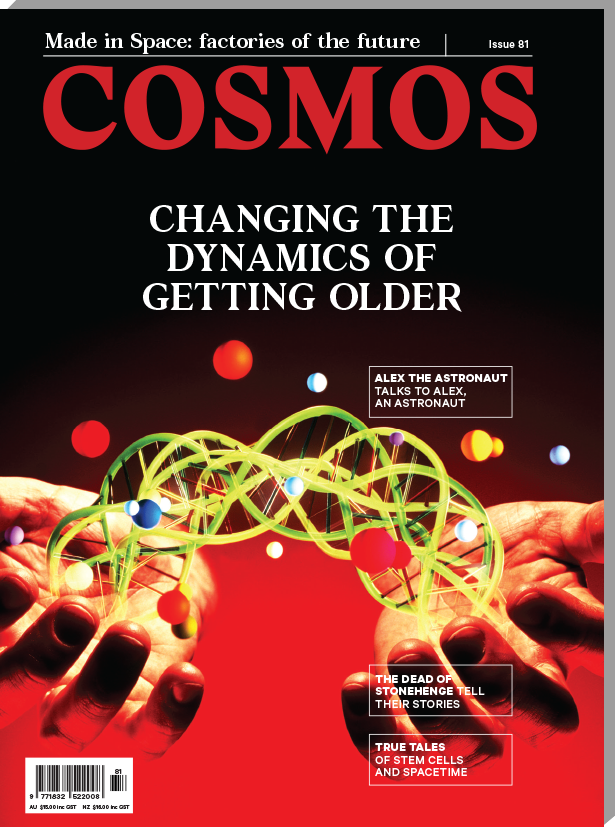 Made in Space: factories of the future
Issue 81
COSMOS
CHANGING THE
DYNAMICS OF
GETTING OLDER
ALEX THE ASTRONAUT
TALKS TO ALEX,
AN ASTRONAUT
THE DEAD OF
STONEHENGE TELL
THEIR STORIES
TRUE TALES
OF STEM CELLS
AND SPACETIME
81
9 771832 522008
AU $15.00 inc GST NZ $16.00 inc GST